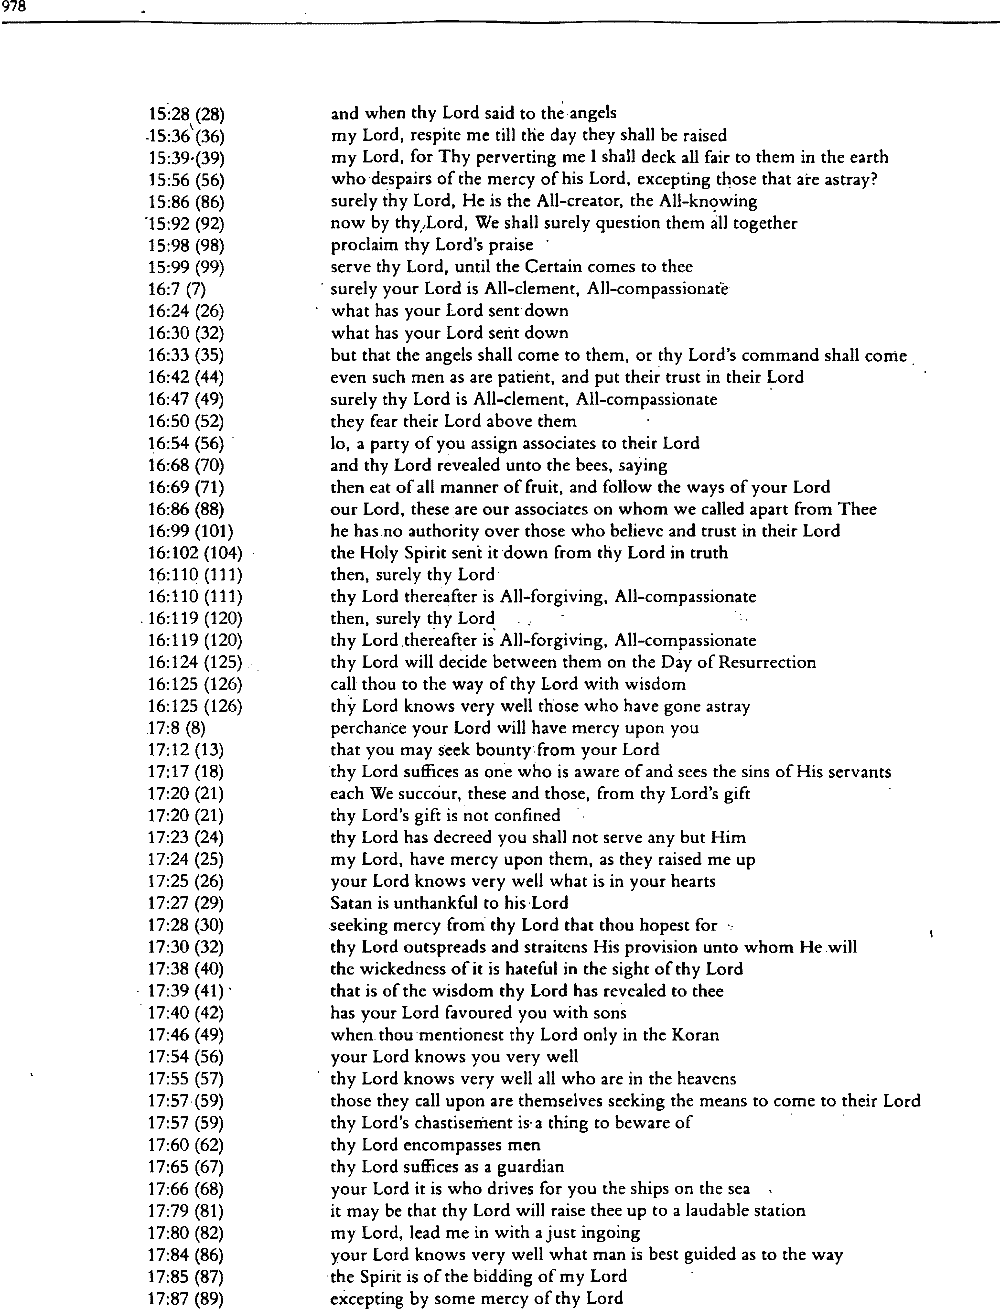 978
15:28 (28) and when thy Lord said to the angels
15:36 (36) my Lord, respite me till the day they shall be raised
15:39 (39) my Lord, for Thy perverting me I shall deck all fair to them in the earth
15:56 (56) who despairs of the mercy of his Lord, excepting those that are astray?
15:86 (86) surely thy Lord, He is the All-creator, the All-knowing
15:92 (92) now by thy Lord, We shall surely question them all together
15:98 (98) proclaim thy Lord's praise
15:99 (99) serve thy Lord, until the Certain comes to thee
16:7 (7) surely your Lord is All-clement, All-compassionate
16:24 (26) what has your Lord sent down
16:30 (32) what has your Lord sent down
16:33 (35) but that the angels shall come to them, or thy Lord's command shall come
16:42 (44) even such men as are patient, and put their trust in their Lord
16:47 (49) surely thy Lord is All-clement, All-compassionate
16:50 (52) they fear their Lord above them
16:54 (56) lo, a party of you assign associates to their Lord
16:68 (70) and thy Lord revealed unto the bees, saying
16:69 (71) then eat of all manner of fruit, and follow the ways of your Lord
16:86 (88) our Lord, these are our associates on whom we called apart from Thee
16:99 (101) he has no authority over those who believe and trust in their Lord
16:102 (104) the Holy Spirit sent it down from thy Lord in truth
16:110 (111) then, surely thy Lord
16:110 (111) thy Lord thereafter is All-forgiving, All-compassionate
16:119 (120) then, surely thy Lord
16:119 (120) thy Lord thereafter is All-forgiving, All-compassionate
16:124 (125) thy Lord will decide between them on the Day of Resurrection
16:125 (126) call thou to the way of thy Lord with wisdom
16:125 (126) thy Lord knows very well those who have gone astray
17:8 (8) perchance your Lord will have mercy upon you
17:12 (13) that you may seek bounty from your Lord
17:17 (18) thy Lord suffices as one who is aware of and sees the sins of His servants
17:20 (21) each We succour, these and those, from thy Lord's gift
17:20 (21) thy Lord's gift is not confined
17:23 (24) thy Lord has decreed you shall not serve any but Him
17:24 (25) my Lord, have mercy upon them, as they raised me up
17:25 (26) your Lord knows very well what is in your hearts
17:27 (29) Satan is unthankful to his Lord
17:28 (30) seeking mercy from thy Lord that thou hopest for
17:30 (32) thy Lord outspreads and straitens His provision unto whom He will
17:38 (40) the wickedness of it is hateful in the sight of thy Lord
17:39 (41) that is of the wisdom thy Lord has revealed to thee
17:40 (42) has your Lord favoured you with sons
17:46 (49) when thou mentionest thy Lord only in the Koran
17:54 (56) your Lord knows you very well
17:55 (57) thy Lord knows very well all who are in the heavens
17:57 (59) those they call upon are themselves seeking the means to come to their Lord
17:57 (59) thy Lord's chastisement is a thing to beware of
17:60 (62) thy Lord encompasses men
17:65 (67) thy Lord suffices as a guardian
17:66 (68) your Lord it is who drives for you the ships on the sea
17:79 (81) it may be that thy Lord will raise thee up to a laudable station
17:80 (82) my Lord, lead me in with a just ingoing
17:84 (86) your Lord knows very well what man is best guided as to the way
17:85 (87) the Spirit is of the bidding of my Lord
17:87 (89) excepting by some mercy of thy Lord